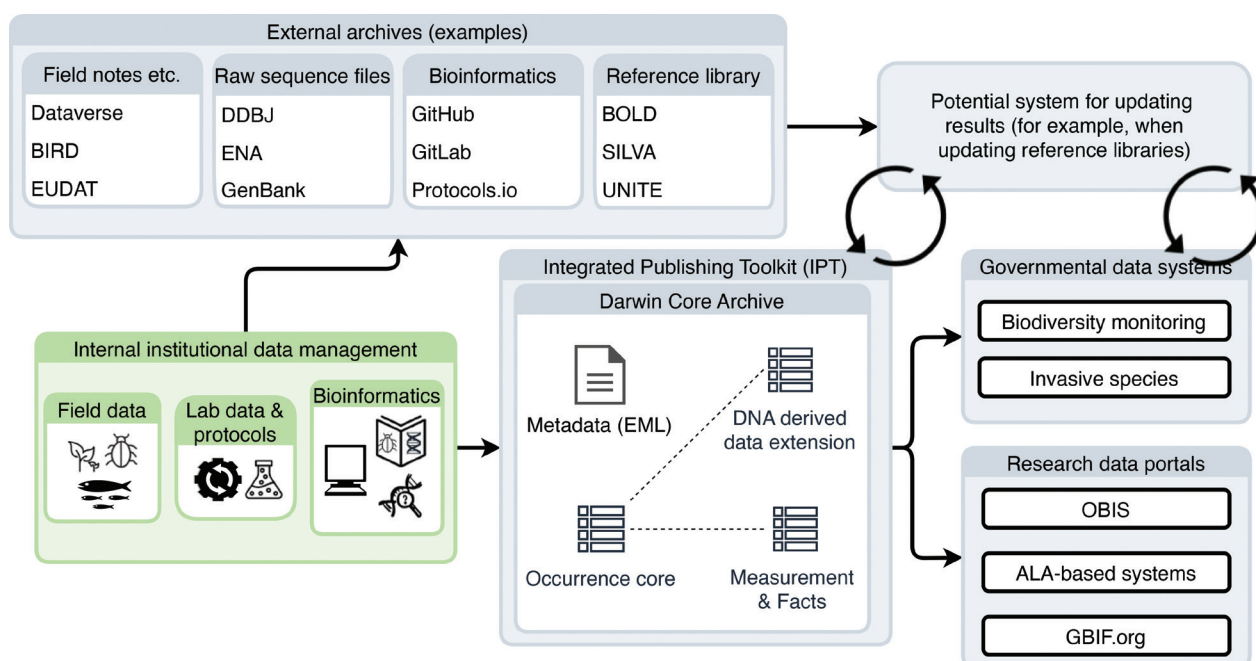 External archives (examples)
Field notes etc.
Dataverse
BIRD
EUDAT
Raw sequence files
DDBJ
ENA
GenBank
Bioinformatics
GitHub
GitLab
Protocols.io
Reference library
BOLD
SILVA
UNITE
Potential system for updating
results (for example, when
updating reference libraries)
Internal institutional data management
Field data
Lab data &
protocols
Bioinformatics
?
Integrated Publishing Toolkit (IPT)
Darwin Core Archive
Metadata (EML)
DNA derived
data extension
Occurrence core
Measurement
& Facts
Governmental data systems
Biodiversity monitoring
Invasive species
Research data portals
OBIS
ALA-based systems
GBIF.org